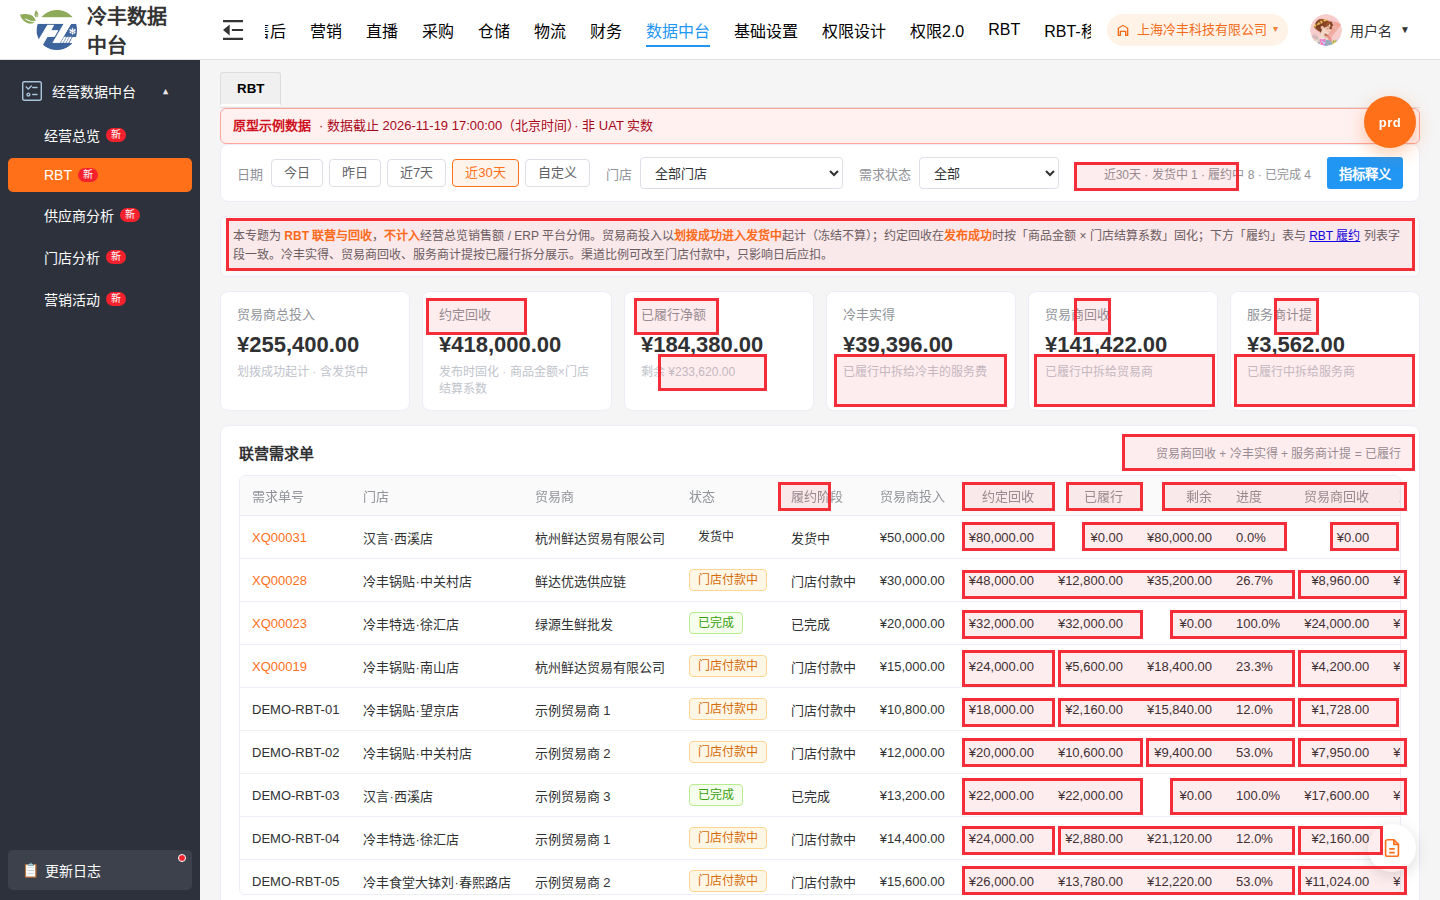 冷丰数据
中台
售后 营销 直播 采购 仓储 物流 财务 数据中台 基础设置 权限设计 权限2.0 RBT RBT-移 上海冷丰科技有限公司 ▾ 用户名 ▼
经营数据中台 ▲
经营总览 新
RBT 新
供应商分析 新
门店分析 新
营销活动 新
📋 更新日志
RBT
原型示例数据 · 数据截止 2026-11-19 17:00:00（北京时间）· 非 UAT 实数
prd
日期 今日 昨日 近7天 近30天 自定义 门店 全部门店 需求状态 全部 近30天 · 发货中 1 · 履约中 8 · 已完成 4 指标释义
本专题为 RBT 联营与回收，不计入经营总览销售额 / ERP 平台分佣。贸易商投入以划拨成功进入发货中起计（冻结不算）；约定回收在发布成功时按「商品金额 × 门店结算系数」固化；下方「履约」表与 RBT 履约 列表字
段一致。冷丰实得、贸易商回收、服务商计提按已履行拆分展示。渠道比例可改至门店付款中，只影响日后应扣。
贸易商总投入
¥255,400.00
划拨成功起计 · 含发货中
约定回收
¥418,000.00
发布时固化 · 商品金额×门店
结算系数
已履行净额
¥184,380.00
剩余 ¥233,620.00
冷丰实得
¥39,396.00
已履行中拆给冷丰的服务费
贸易商回收
¥141,422.00
已履行中拆给贸易商
服务商计提
¥3,562.00
已履行中拆给服务商
联营需求单 贸易商回收 + 冷丰实得 + 服务商计提 = 已履行
需求单号 门店 贸易商 状态 履约阶段 贸易商投入 约定回收 已履行 剩余 进度 贸易商回收
XQ00031 汉言·西溪店 杭州鲜达贸易有限公司 发货中 发货中 ¥50,000.00 ¥80,000.00 ¥0.00 ¥80,000.00 0.0% ¥0.00
XQ00028 冷丰锅贴·中关村店 鲜达优选供应链 门店付款中 门店付款中 ¥30,000.00 ¥48,000.00 ¥12,800.00 ¥35,200.00 26.7% ¥8,960.00 ¥
XQ00023 冷丰特选·徐汇店 绿源生鲜批发 已完成 已完成 ¥20,000.00 ¥32,000.00 ¥32,000.00 ¥0.00 100.0% ¥24,000.00 ¥
XQ00019 冷丰锅贴·南山店 杭州鲜达贸易有限公司 门店付款中 门店付款中 ¥15,000.00 ¥24,000.00 ¥5,600.00 ¥18,400.00 23.3% ¥4,200.00 ¥
DEMO-RBT-01 冷丰锅贴·望京店 示例贸易商 1 门店付款中 门店付款中 ¥10,800.00 ¥18,000.00 ¥2,160.00 ¥15,840.00 12.0% ¥1,728.00
DEMO-RBT-02 冷丰锅贴·中关村店 示例贸易商 2 门店付款中 门店付款中 ¥12,000.00 ¥20,000.00 ¥10,600.00 ¥9,400.00 53.0% ¥7,950.00 ¥
DEMO-RBT-03 汉言·西溪店 示例贸易商 3 已完成 已完成 ¥13,200.00 ¥22,000.00 ¥22,000.00 ¥0.00 100.0% ¥17,600.00 ¥
DEMO-RBT-04 冷丰特选·徐汇店 示例贸易商 1 门店付款中 门店付款中 ¥14,400.00 ¥24,000.00 ¥2,880.00 ¥21,120.00 12.0% ¥2,160.00
DEMO-RBT-05 冷丰食堂大钵刘·春熙路店 示例贸易商 2 门店付款中 门店付款中 ¥15,600.00 ¥26,000.00 ¥13,780.00 ¥12,220.00 53.0% ¥11,024.00 ¥